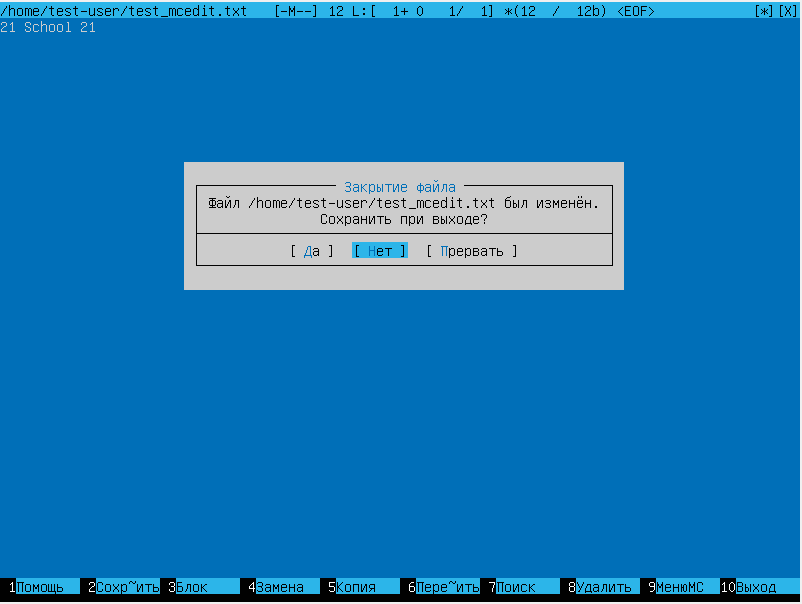 /home/test-user/test_mcedit.txt [-M--] 12 L:[ 1+ 0 1/ 1] *(12 / 12b) <EOF> [*][X]
21 School 21
Закрытие файла
Файл /home/test-user/test_mcedit.txt был изменён.
Сохранить при выходе?
[ Да ] [ Нет ] [ Прервать ]
1Помощь 2Сохр~ить 3Блок 4Замена 5Копия 6Пере~ить 7Поиск 8Удалить 9МенюMC 10Выход